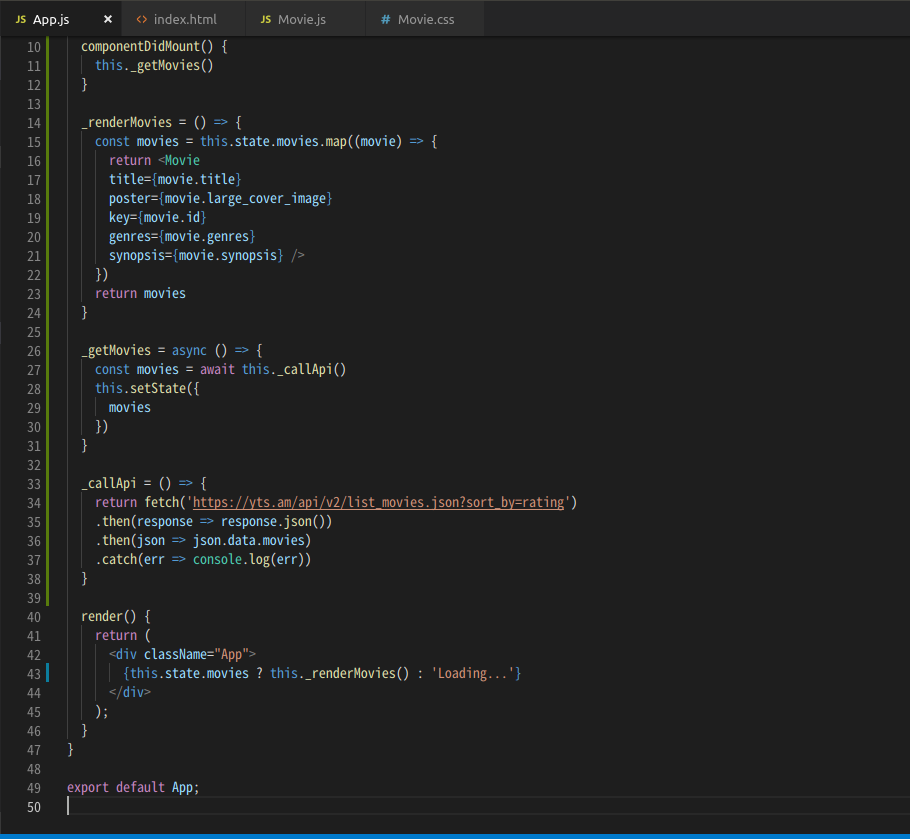 JS App.js × <> index.html JS Movie.js # Movie.css
10 componentDidMount() {
11 this._getMovies()
12 }
13
14 _renderMovies = () => {
15 const movies = this.state.movies.map((movie) => {
16 return <Movie
17 title={movie.title}
18 poster={movie.large_cover_image}
19 key={movie.id}
20 genres={movie.genres}
21 synopsis={movie.synopsis} />
22 })
23 return movies
24 }
25
26 _getMovies = async () => {
27 const movies = await this._callApi()
28 this.setState({
29 movies
30 })
31 }
32
33 _callApi = () => {
34 return fetch('https://yts.am/api/v2/list_movies.json?sort_by=rating')
35 .then(response => response.json())
36 .then(json => json.data.movies)
37 .catch(err => console.log(err))
38 }
39
40 render() {
41 return (
42 <div className="App">
43 {this.state.movies ? this._renderMovies() : 'Loading...'}
44 </div>
45 );
46 }
47 }
48
49 export default App;
50